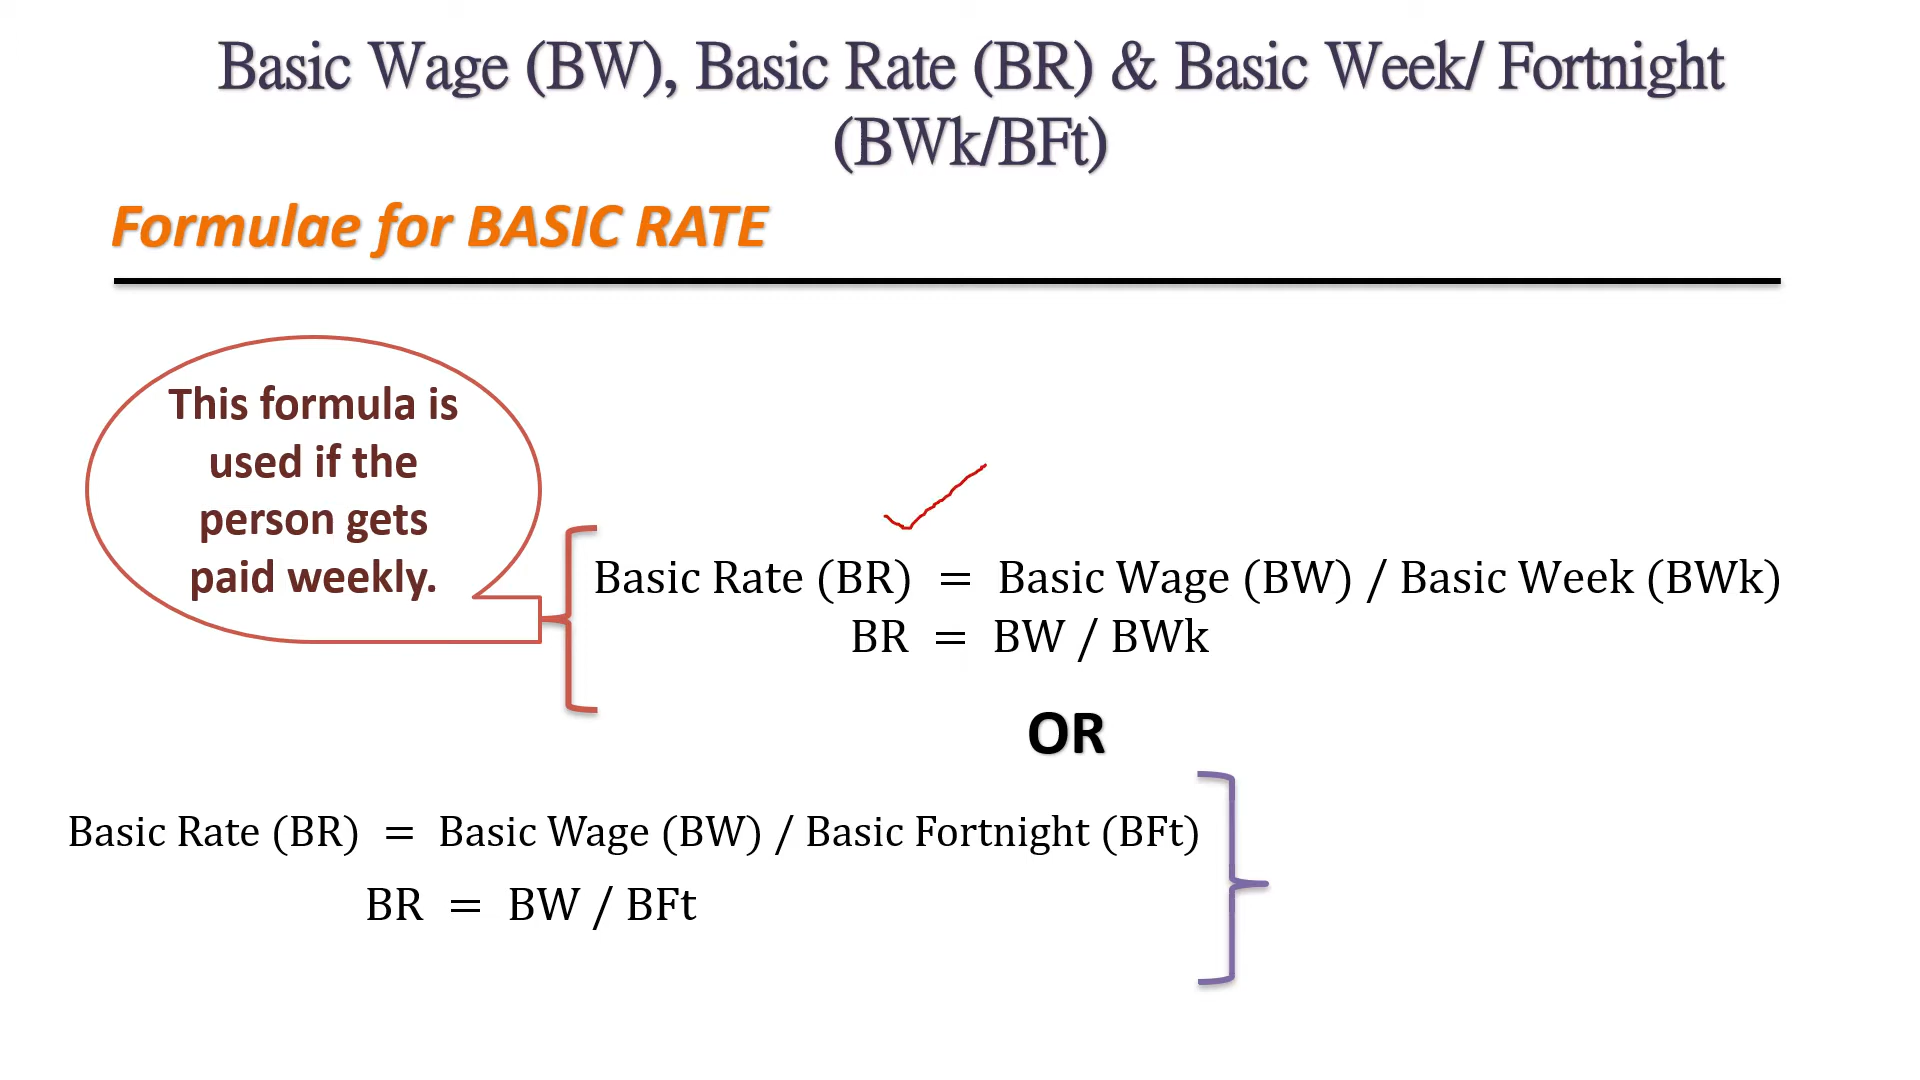 Basic Wage (BW), Basic Rate (BR) & Basic Week/ Fortnight
(BWk/BFt)
Formulae for BASIC RATE
This formula is
used if the
person gets
paid weekly.
Basic Rate (BR) = Basic Wage (BW) / Basic Week (BWk)
BR = BW / BWk
OR
Basic Rate (BR) = Basic Wage (BW) / Basic Fortnight (BFt)
BR = BW / BFt